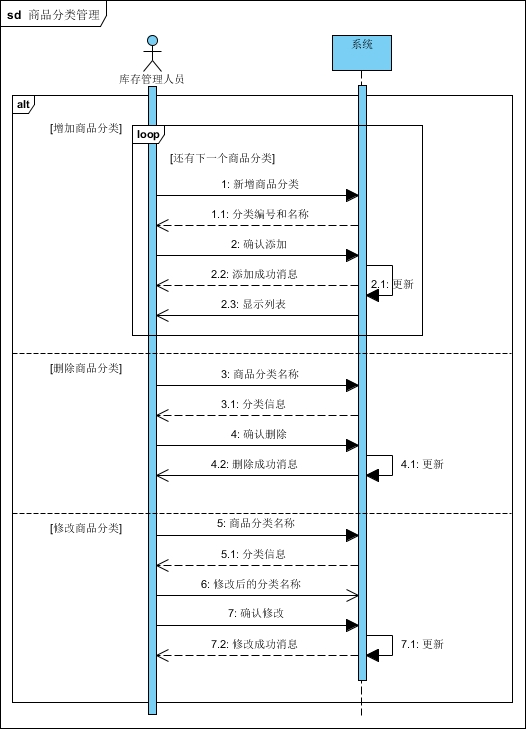 sd 商品分类管理
系统
库存管理人员
alt
[增加商品分类]
loop
[还有下一个商品分类]
1: 新增商品分类
1.1: 分类编号和名称
2: 确认添加
2.1: 更新
2.2: 添加成功消息
2.3: 显示列表
[删除商品分类]
3: 商品分类名称
3.1: 分类信息
4: 确认删除
4.1: 更新
4.2: 删除成功消息
[修改商品分类]
5: 商品分类名称
5.1: 分类信息
6: 修改后的分类名称
7: 确认修改
7.1: 更新
7.2: 修改成功消息